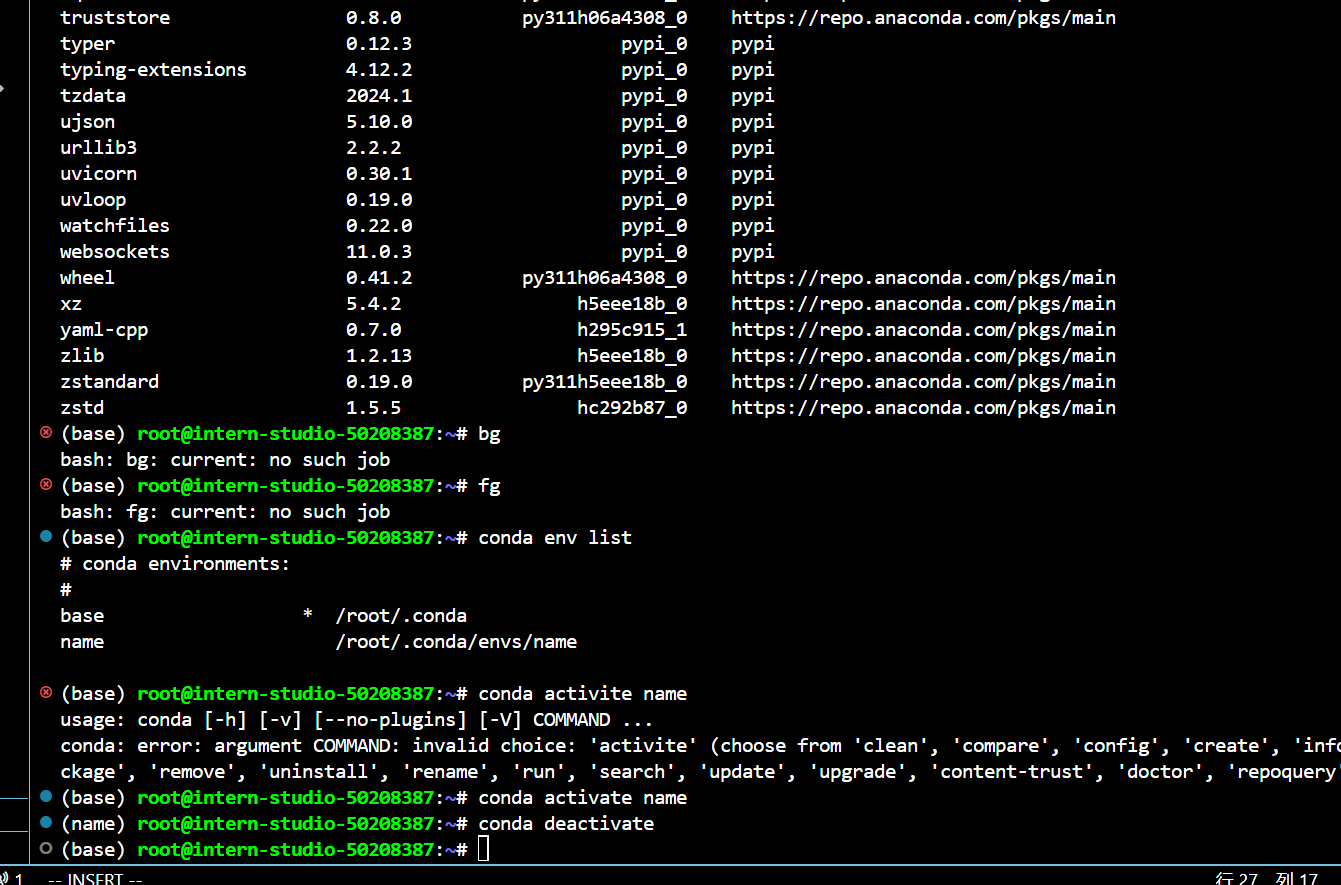 truststore 0.8.0 py311h06a4308_0 https://repo.anaconda.com/pkgs/main
typer 0.12.3 pypi_0 pypi
typing-extensions 4.12.2 pypi_0 pypi
tzdata 2024.1 pypi_0 pypi
ujson 5.10.0 pypi_0 pypi
urllib3 2.2.2 pypi_0 pypi
uvicorn 0.30.1 pypi_0 pypi
uvloop 0.19.0 pypi_0 pypi
watchfiles 0.22.0 pypi_0 pypi
websockets 11.0.3 pypi_0 pypi
wheel 0.41.2 py311h06a4308_0 https://repo.anaconda.com/pkgs/main
xz 5.4.2 h5eee18b_0 https://repo.anaconda.com/pkgs/main
yaml-cpp 0.7.0 h295c915_1 https://repo.anaconda.com/pkgs/main
zlib 1.2.13 h5eee18b_0 https://repo.anaconda.com/pkgs/main
zstandard 0.19.0 py311h5eee18b_0 https://repo.anaconda.com/pkgs/main
zstd 1.5.5 hc292b87_0 https://repo.anaconda.com/pkgs/main
(base) root@intern-studio-50208387:~# bg
bash: bg: current: no such job
(base) root@intern-studio-50208387:~# fg
bash: fg: current: no such job
(base) root@intern-studio-50208387:~# conda env list
# conda environments:
#
base * /root/.conda
name /root/.conda/envs/name
(base) root@intern-studio-50208387:~# conda activite name
usage: conda [-h] [-v] [--no-plugins] [-V] COMMAND ...
conda: error: argument COMMAND: invalid choice: 'activite' (choose from 'clean', 'compare', 'config', 'create', 'info
ckage', 'remove', 'uninstall', 'rename', 'run', 'search', 'update', 'upgrade', 'content-trust', 'doctor', 'repoquery'
(base) root@intern-studio-50208387:~# conda activate name
(name) root@intern-studio-50208387:~# conda deactivate
(base) root@intern-studio-50208387:~#
1 -- INSERT -- 行 27 列 17